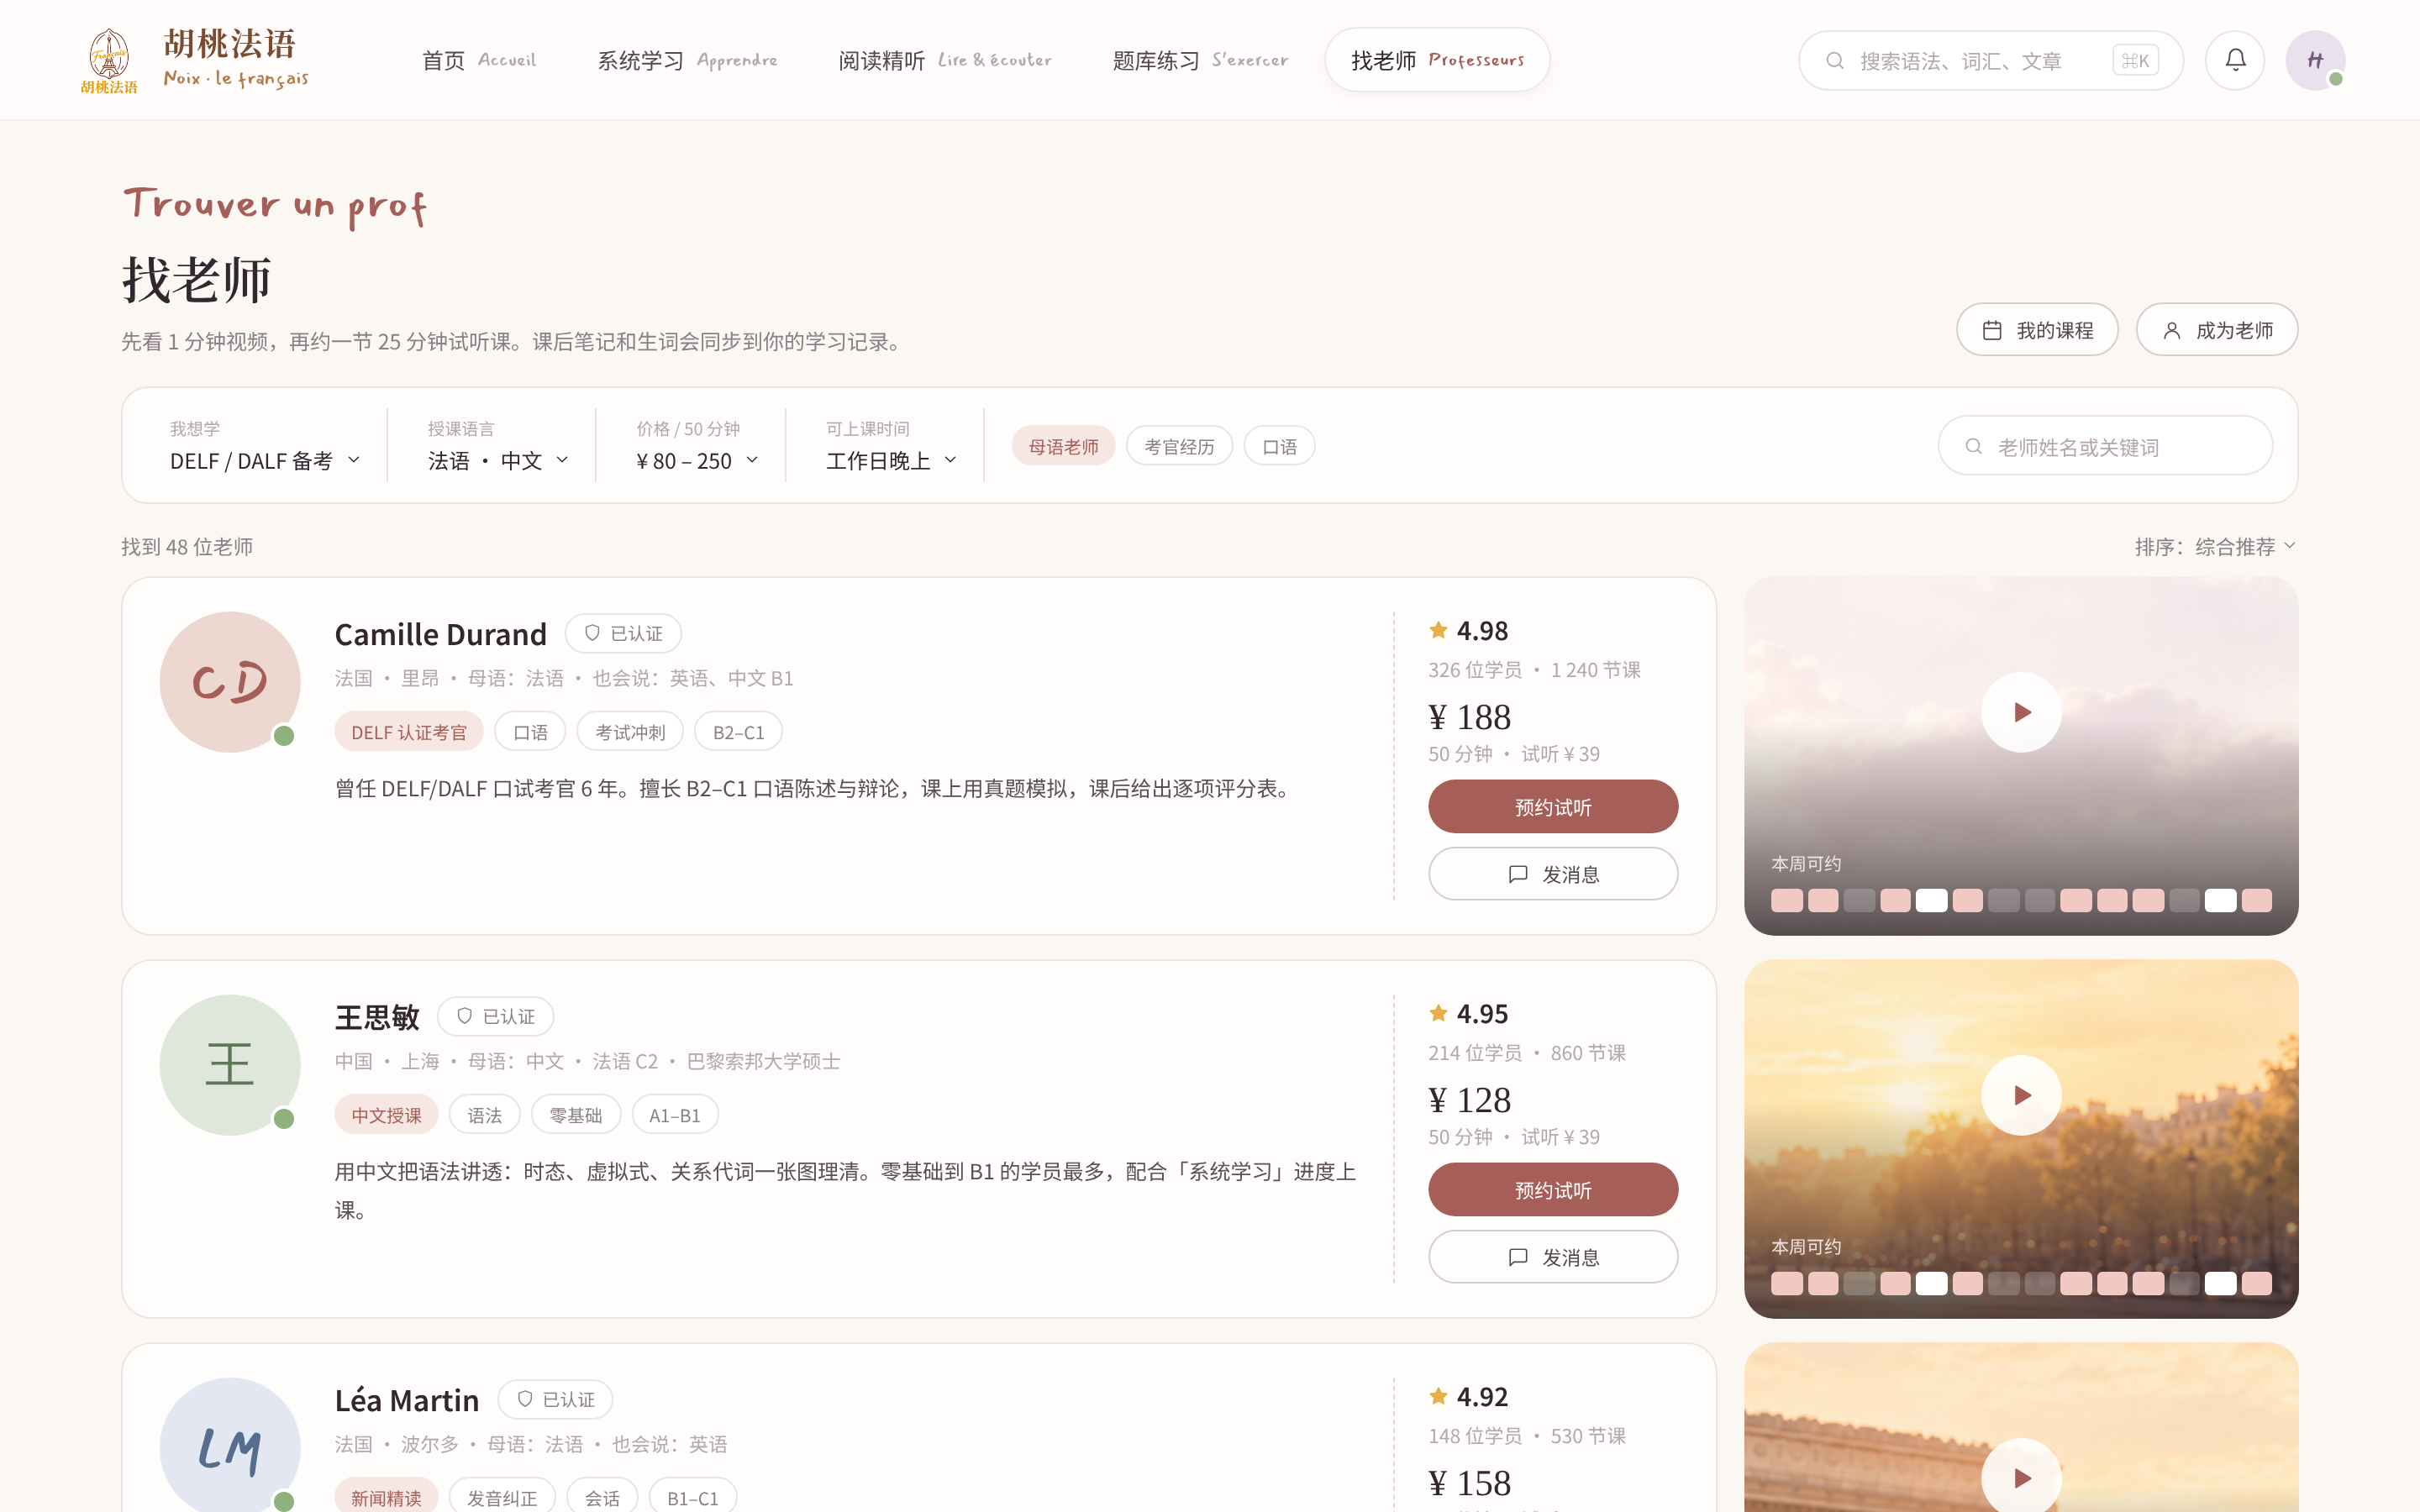 Français
胡桃法语
胡桃法语
Noix · le français
首页 Accueil
系统学习 Apprendre
阅读精听 Lire & écouter
题库练习 S'exercer
找老师 Professeurs
搜索语法、词汇、文章 ⌘K
H
Trouver un prof
找老师
先看 1 分钟视频，再约一节 25 分钟试听课。课后笔记和生词会同步到你的学习记录。
我的课程
成为老师
我想学
DELF / DALF 备考
授课语言
法语 · 中文
价格 / 50 分钟
¥ 80 – 250
可上课时间
工作日晚上
母语老师
考官经历
口语
老师姓名或关键词
找到 48 位老师
排序：综合推荐
CD
Camille Durand 已认证
法国 · 里昂 · 母语：法语 · 也会说：英语、中文 B1
DELF 认证考官 口语 考试冲刺 B2–C1
曾任 DELF/DALF 口试考官 6 年。擅长 B2–C1 口语陈述与辩论，课上用真题模拟，课后给出逐项评分表。
4.98
326 位学员 · 1 240 节课
¥ 188
50 分钟 · 试听 ¥ 39
预约试听
发消息
本周可约
王
王思敏 已认证
中国 · 上海 · 母语：中文 · 法语 C2 · 巴黎索邦大学硕士
中文授课 语法 零基础 A1–B1
用中文把语法讲透：时态、虚拟式、关系代词一张图理清。零基础到 B1 的学员最多，配合「系统学习」进度上
课。
4.95
214 位学员 · 860 节课
¥ 128
50 分钟 · 试听 ¥ 39
预约试听
发消息
本周可约
LM
Léa Martin 已认证
法国 · 波尔多 · 母语：法语 · 也会说：英语
新闻精读 发音纠正 会话 B1–C1
4.92
148 位学员 · 530 节课
¥ 158